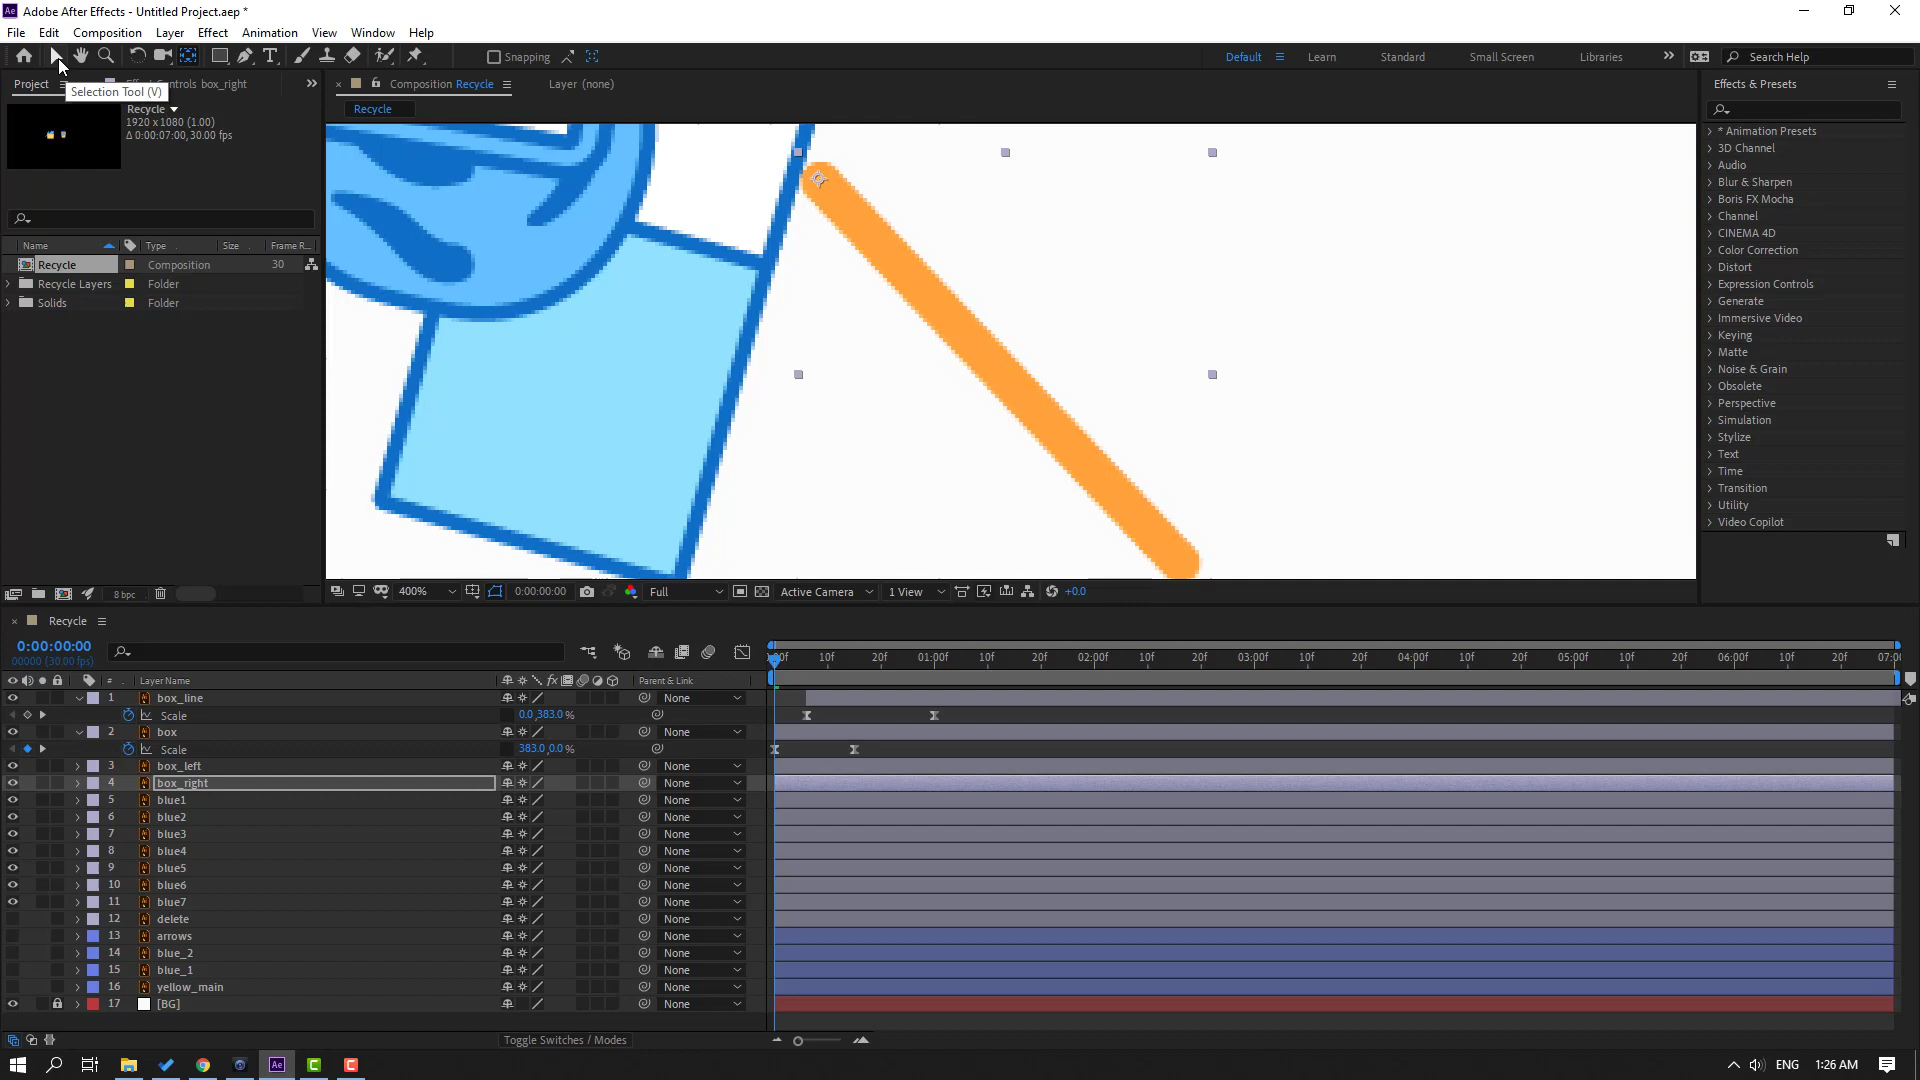 Adobe After Effects - Untitled Project.aep *
File Edit Composition Layer Effect Animation View Window Help
Snapping
Default Learn Standard Small Screen Libraries Search Help
Project Effect Controls box_right
Selection Tool (V)
Composition Recycle Layer (none)
Effects & Presets
Recycle
1920 x 1080 (1.00)
Δ 0:00:07:00, 30.00 fps
Recycle
Name Type Size Frame R...
Recycle Composition 30
Recycle Layers Folder
Solids Folder
* Animation Presets
3D Channel
Audio
Blur & Sharpen
Boris FX Mocha
Channel
CINEMA 4D
Color Correction
Distort
Expression Controls
Generate
Immersive Video
Keying
Matte
Noise & Grain
Obsolete
Perspective
Simulation
Stylize
Text
Time
Transition
Utility
Video Copilot
8 bpc
400% 0:00:00:00 Full Active Camera 1 View +0.0
Recycle
0:00:00:00
00000 (30.00 fps)
:00f 10f 20f 01:00f 10f 20f 02:00f 10f 20f 03:00f 10f 20f 04:00f 10f 20f 05:00f 10f 20f 06:00f 10f 20f 07:00
# Layer Name Parent & Link
1 box_line None
Scale 0.0,383.0 %
2 box None
Scale 383.0,0.0 %
3 box_left None
4 box_right None
5 blue1 None
6 blue2 None
7 blue3 None
8 blue4 None
9 blue5 None
10 blue6 None
11 blue7 None
12 delete None
13 arrows None
14 blue_2 None
15 blue_1 None
16 yellow_main None
17 [BG] None
Toggle Switches / Modes
ENG 1:26 AM